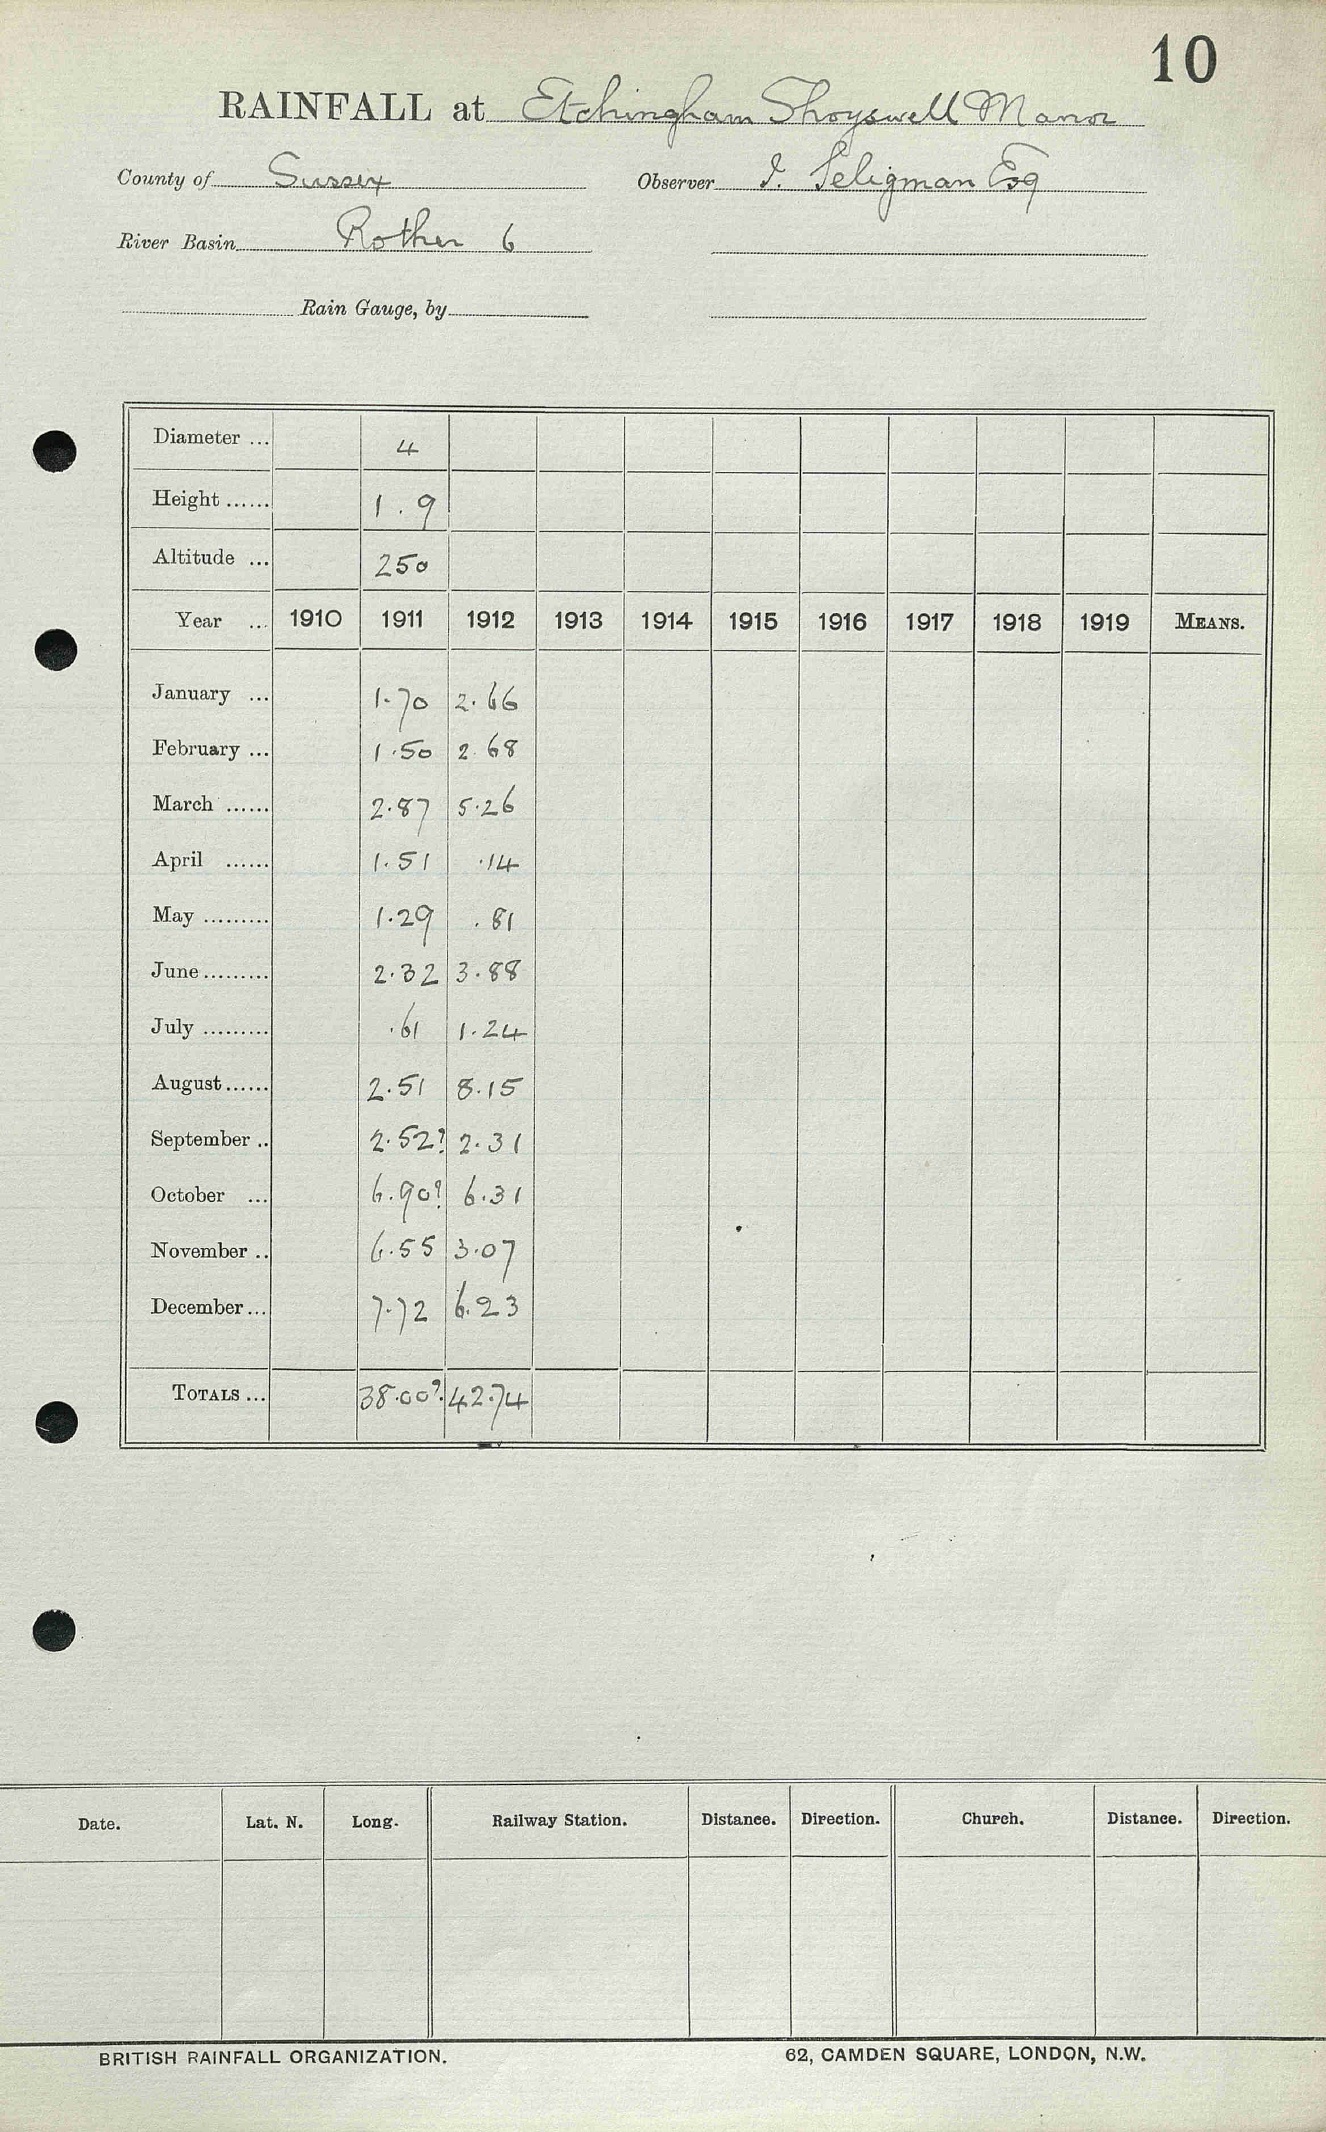 10
RAINFALL at Etchingham Shoyswell Manor
County of Sussex Observer I. Seligman Esq
River Basin Rother 6
Rain Gauge, by
Diameter ... 4
Height ...... 1.9
Altitude ... 250
Year ... 1910 1911 1912 1913 1914 1915 1916 1917 1918 1919 MEANS.
January ... 1.70 2.66
February ... 1.50 2.68
March ...... 2.87 5.26
April ...... 1.51 .14
May ......... 1.29 .81
June ......... 2.32 3.88
July ......... .61 1.24
August ...... 2.51 8.15
September .. 2.52? 2.31
October ... 6.90? 6.31
November .. 6.55 3.07
December ... 7.72 6.23
TOTALS ... 38.00? 42.74
Date. Lat. N. Long. Railway Station. Distance. Direction. Church. Distance. Direction.
BRITISH RAINFALL ORGANIZATION. 62, CAMDEN SQUARE, LONDON, N.W.